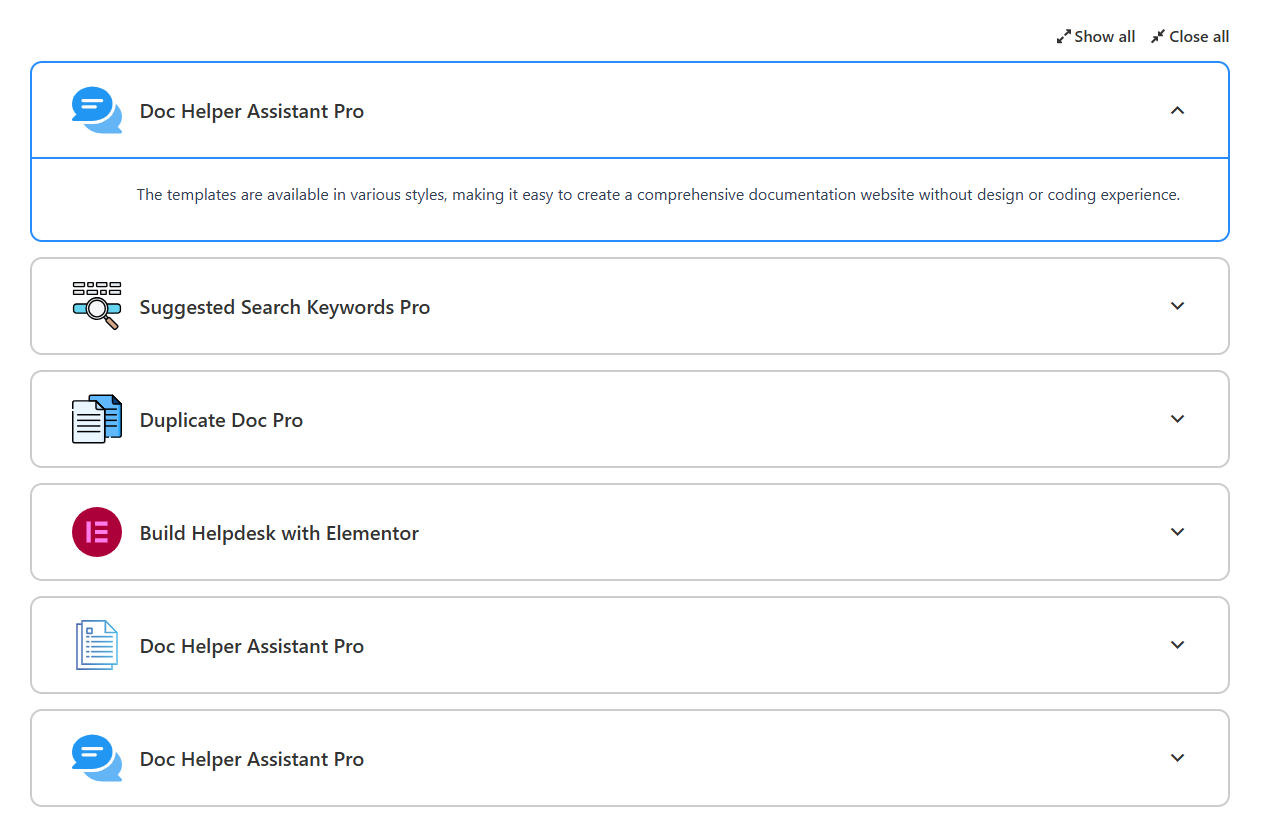 Show all Close all
Doc Helper Assistant Pro
The templates are available in various styles, making it easy to create a comprehensive documentation website without design or coding experience.
Suggested Search Keywords Pro
Duplicate Doc Pro
Build Helpdesk with Elementor
Doc Helper Assistant Pro
Doc Helper Assistant Pro